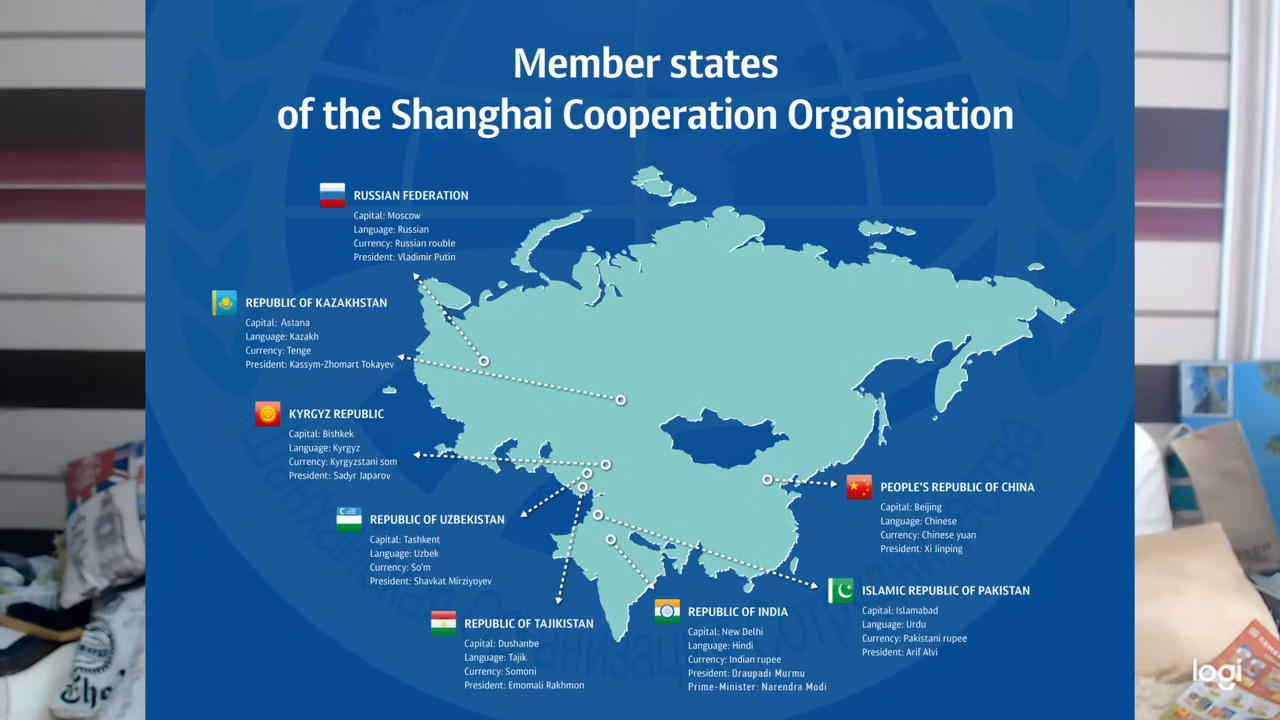 Member states
of the Shanghai Cooperation Organisation
RUSSIAN FEDERATION
Capital: Moscow
Language: Russian
Currency: Russian rouble
President: Vladimir Putin
REPUBLIC OF KAZAKHSTAN
Capital: Astana
Language: Kazakh
Currency: Tenge
President: Kassym-Zhomart Tokayev
KYRGYZ REPUBLIC
Capital: Bishkek
Language: Kyrgyz
Currency: Kyrgyzstani som
President: Sadyr Japarov
REPUBLIC OF UZBEKISTAN
Capital: Tashkent
Language: Uzbek
Currency: So'm
President: Shavkat Mirziyoyev
REPUBLIC OF TAJIKISTAN
Capital: Dushanbe
Language: Tajik
Currency: Somoni
President: Emomali Rakhmon
REPUBLIC OF INDIA
Capital: New Delhi
Language: Hindi
Currency: Indian rupee
President: Draupadi Murmu
Prime-Minister: Narendra Modi
PEOPLE'S REPUBLIC OF CHINA
Capital: Beijing
Language: Chinese
Currency: Chinese yuan
President: Xi Jinping
ISLAMIC REPUBLIC OF PAKISTAN
Capital: Islamabad
Language: Urdu
Currency: Pakistani rupee
President: Arif Alvi
The
logi